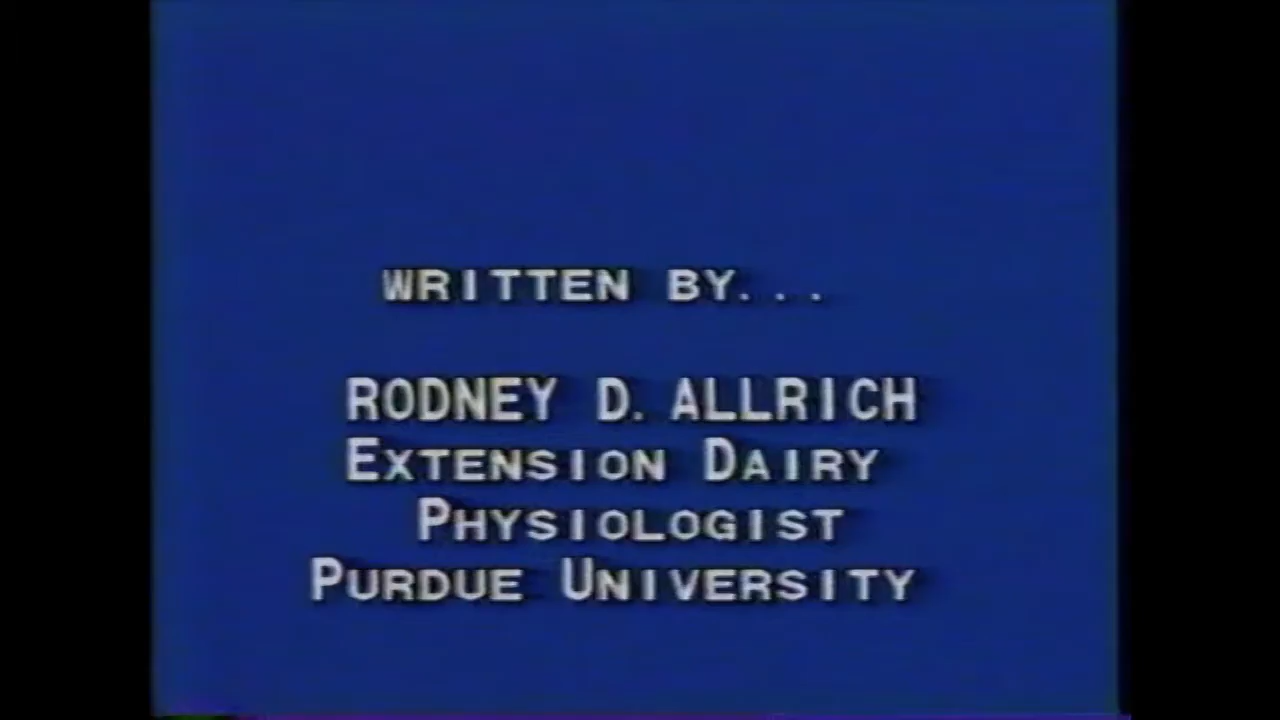 WRITTEN BY...
RODNEY D. ALLRICH
EXTENSION DAIRY
PHYSIOLOGIST
PURDUE UNIVERSITY